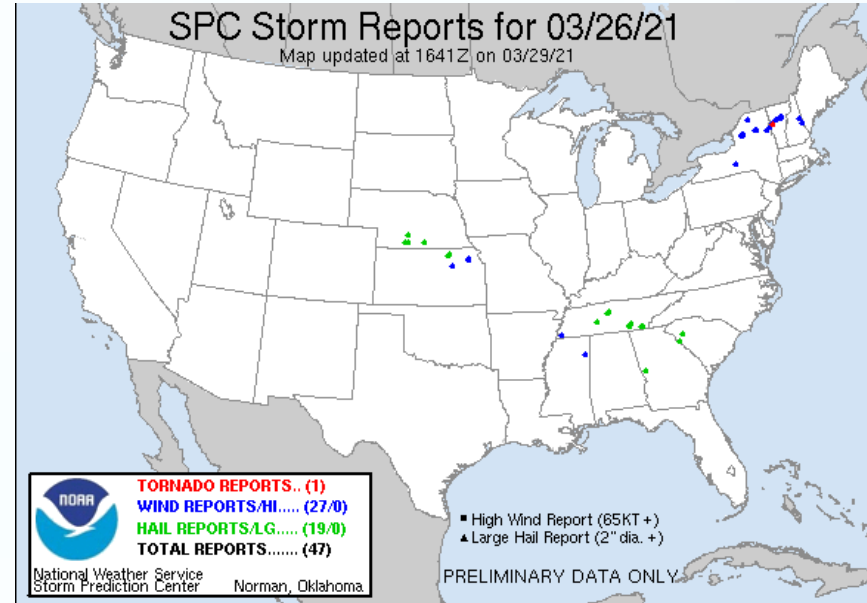 SPC Storm Reports for 03/26/21
Map updated at 1641Z on 03/29/21
NOAA
TORNADO REPORTS.. (1)
WIND REPORTS/HI..... (27/0)
HAIL REPORTS/LG..... (19/0)
TOTAL REPORTS....... (47)
National Weather Service
Storm Prediction Center Norman, Oklahoma
High Wind Report (65KT +)
Large Hail Report (2" dia. +)
PRELIMINARY DATA ONLY